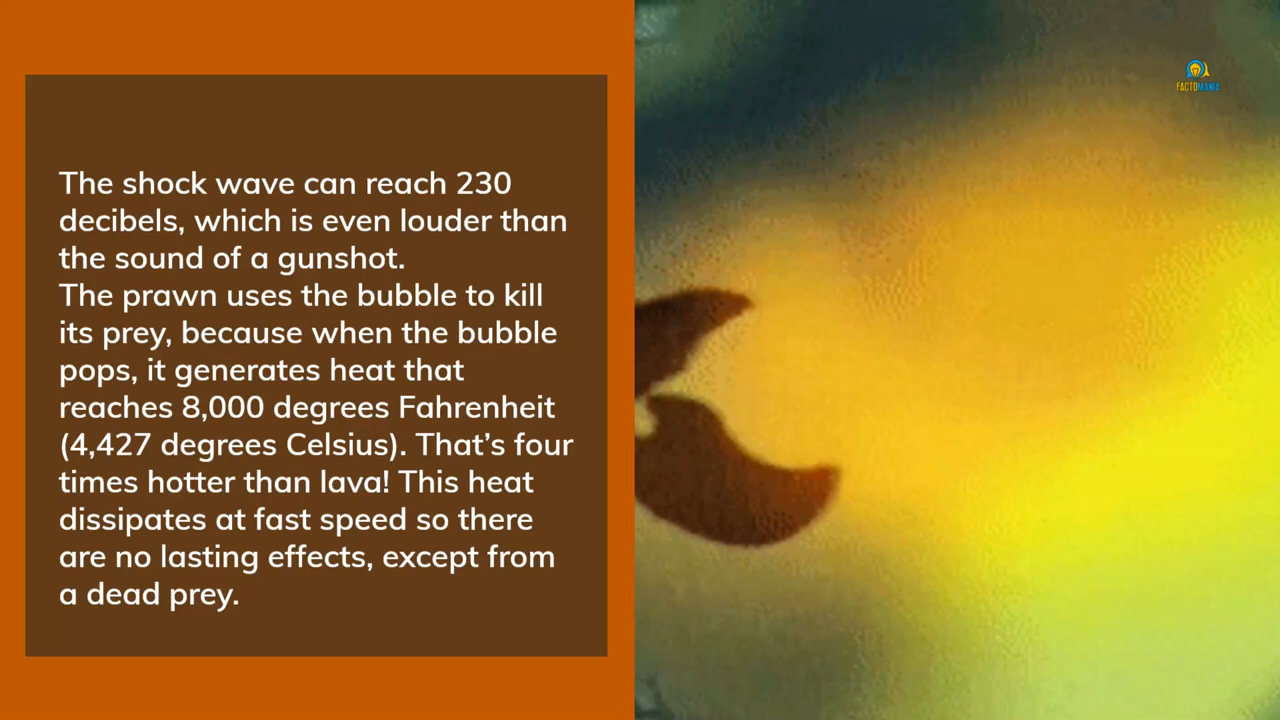 The shock wave can reach 230
decibels, which is even louder than
the sound of a gunshot.
The prawn uses the bubble to kill
its prey, because when the bubble
pops, it generates heat that
reaches 8,000 degrees Fahrenheit
(4,427 degrees Celsius). That’s four
times hotter than lava! This heat
dissipates at fast speed so there
are no lasting effects, except from
a dead prey.
FACTOMANIA